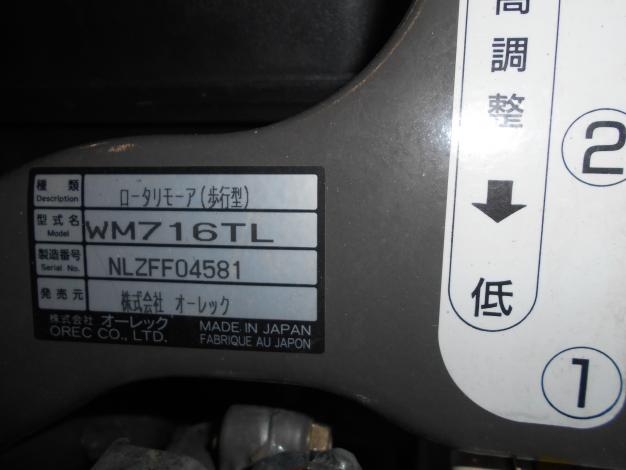 種類 Description ロータリモーア(歩行型)
型式名 Model WM716TL
製造番号 Serial No. NLZFF04581
発売元 株式会社 オーレック
株式会社 オーレック
OREC CO., LTD.
MADE IN JAPAN
FABRIQUE AU JAPON
高調整
低
2
1